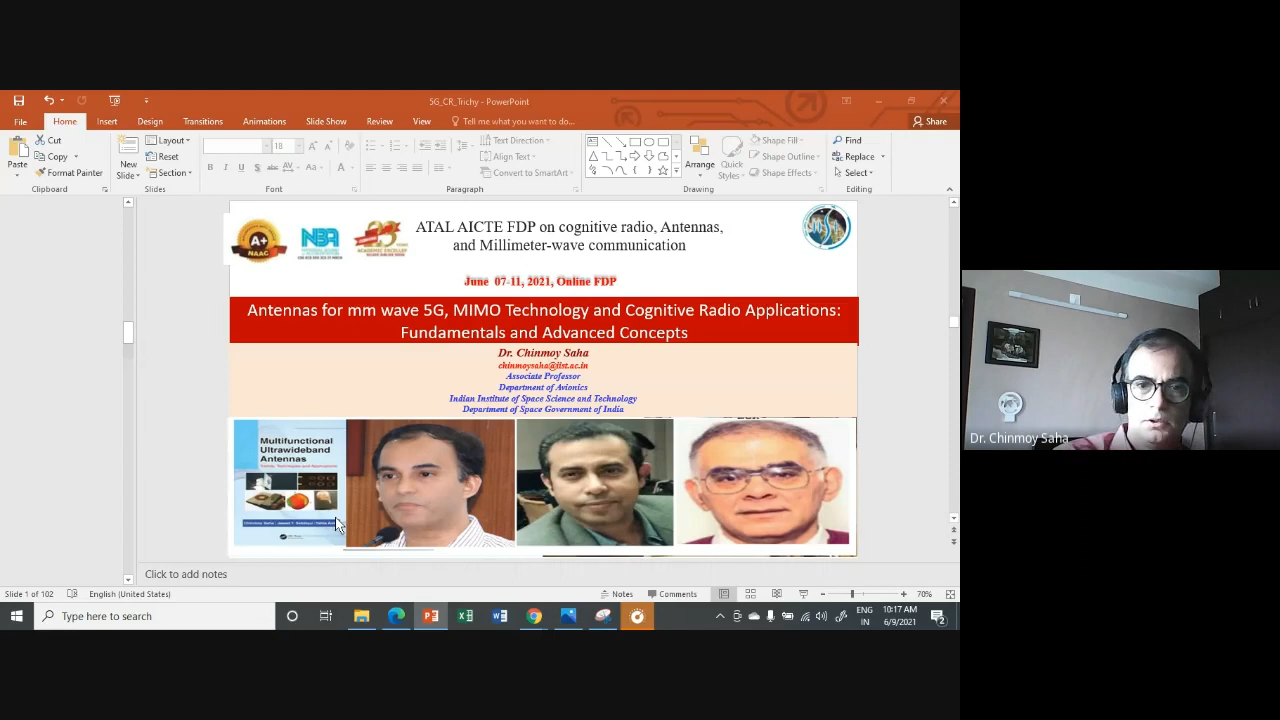 5G_CR_Trichy - PowerPoint
File
Home
Insert
Design
Transitions
Animations
Slide Show
Review
View
Tell me what you want to do...
Share
Paste
Cut
Copy
Format Painter
Clipboard
New
Slide
Layout
Reset
Section
Slides
18
Font
Text Direction
Align Text
Convert to SmartArt
Paragraph
Arrange
Quick
Styles
Shape Fill
Shape Outline
Shape Effects
Drawing
Find
Replace
Select
Editing
A+
NAAC
NBA
ATAL AICTE FDP on cognitive radio, Antennas,
and Millimeter-wave communication
June 07-11, 2021, Online FDP
Antennas for mm wave 5G, MIMO Technology and Cognitive Radio Applications:
Fundamentals and Advanced Concepts
Dr. Chinmoy Saha
chinmoysaha@iist.ac.in
Associate Professor
Department of Avionics
Indian Institute of Space Science and Technology
Department of Space Government of India
Multifunctional
Ultrawideband
Antennas
Dr. Chinmoy Saha
Click to add notes
Slide 1 of 102
English (United States)
Notes
Comments
70%
Type here to search
ENG
IN
10:17 AM
6/9/2021
2